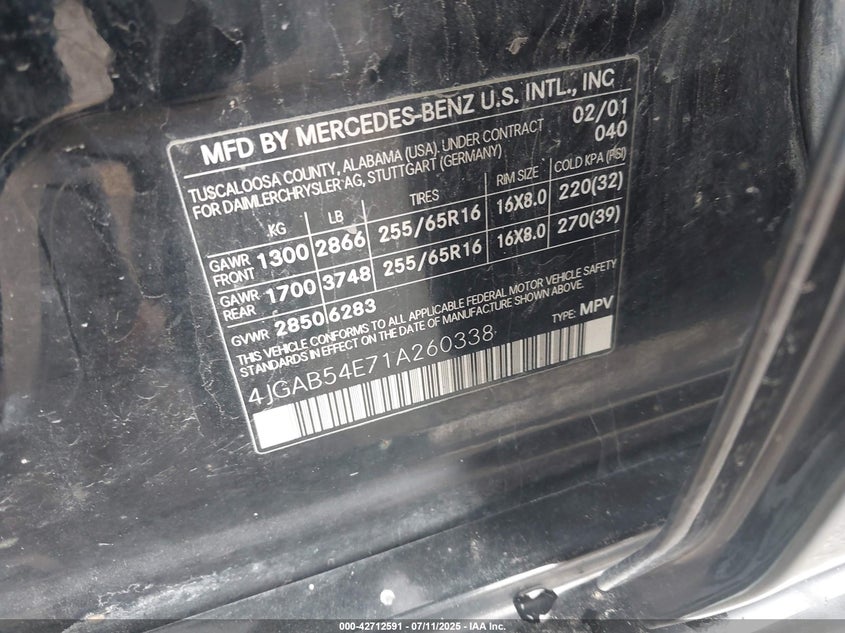 MFD BY MERCEDES-BENZ U.S. INTL., INC
TUSCALOOSA COUNTY, ALABAMA (USA). UNDER CONTRACT 02/01
FOR DAIMLERCHRYSLER AG, STUTTGART (GERMANY) 040
KG LB TIRES RIM SIZE COLD KPA (PSI)
GAWR FRONT 1300 2866 255/65R16 16X8.0 220(32)
GAWR REAR 1700 3748 255/65R16 16X8.0 270(39)
GVWR 2850 6283
THIS VEHICLE CONFORMS TO ALL APPLICABLE FEDERAL MOTOR VEHICLE SAFETY
STANDARDS IN EFFECT ON THE DATE OF MANUFACTURE SHOWN ABOVE.
4JGAB54E71A260338 TYPE: MPV
000-42712591 - 07/11/2025 - IAA Inc.